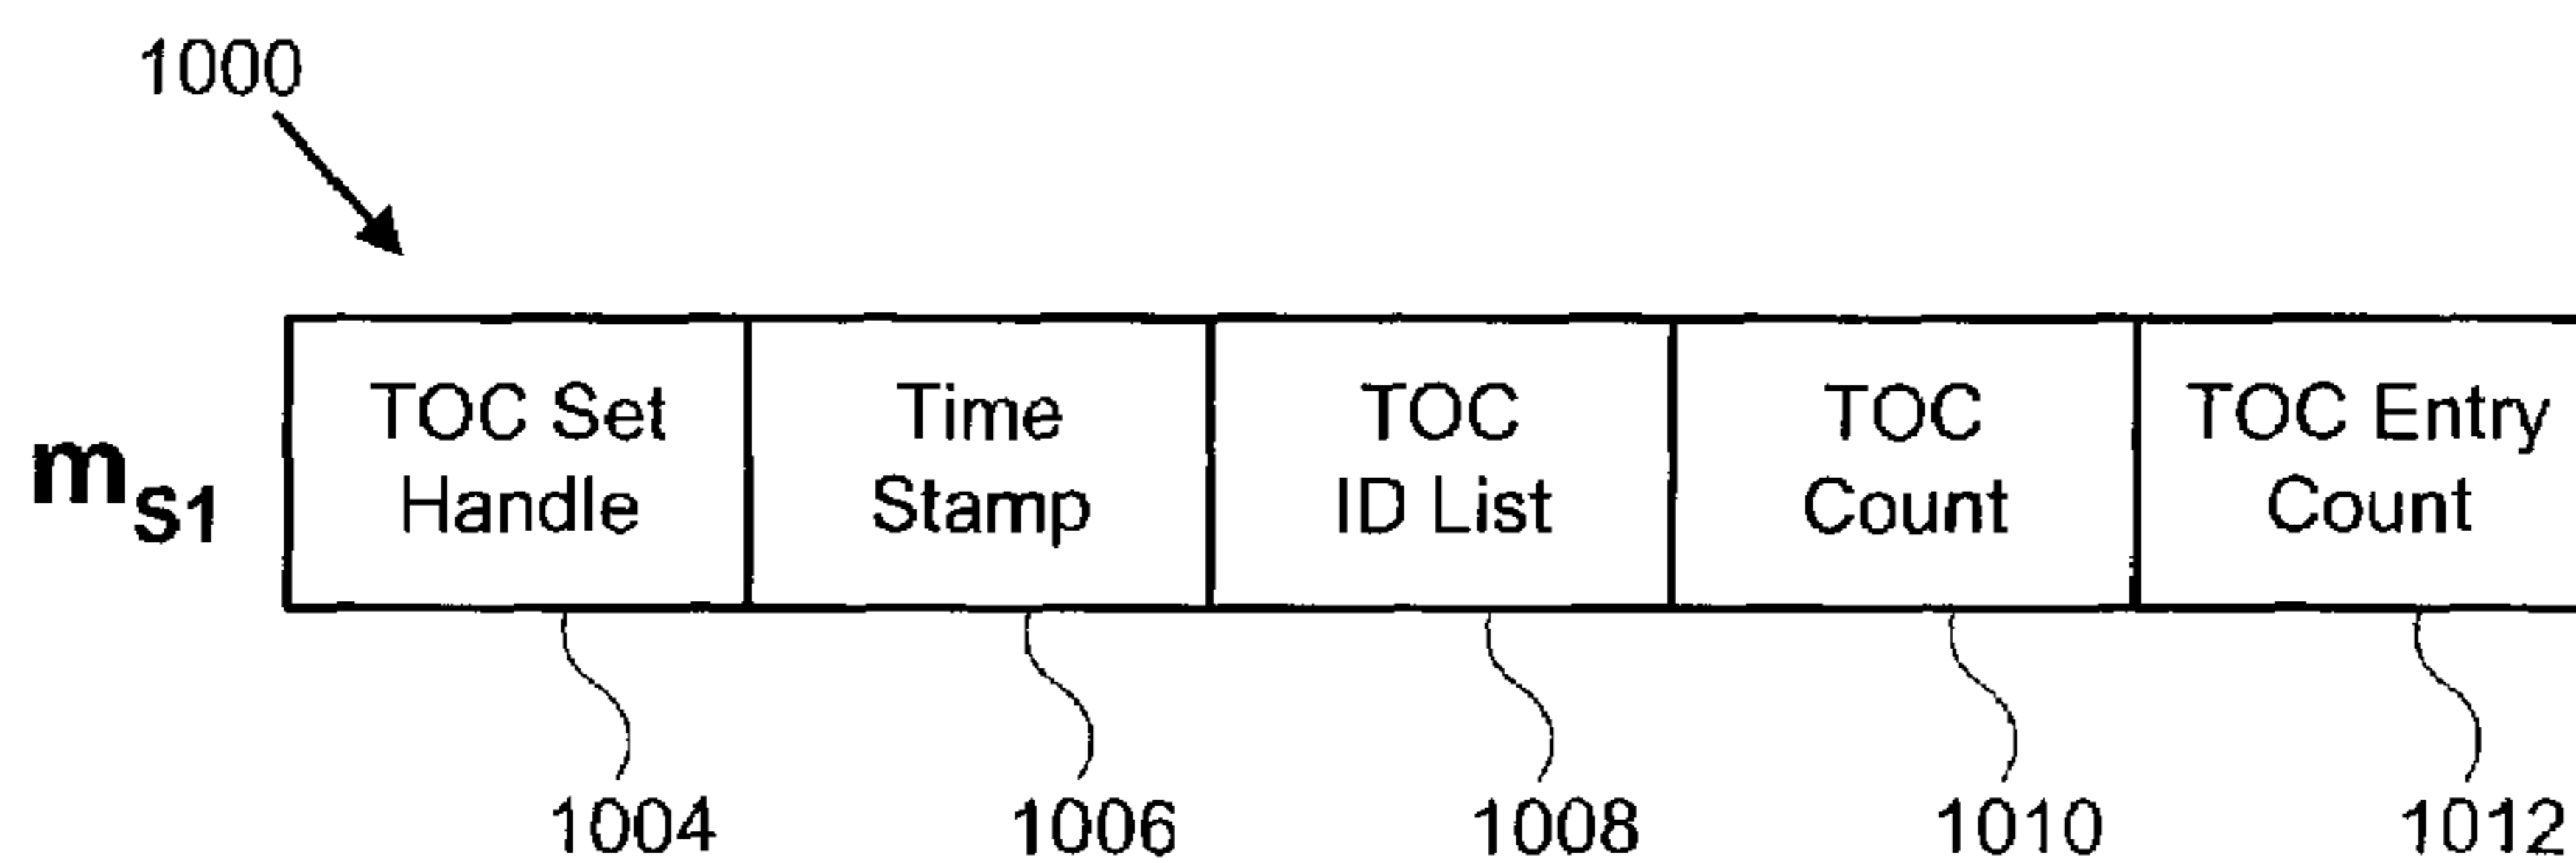 1000
m S1
TOC Set
Handle
Time
Stamp
TOC
ID List
TOC
Count
TOC Entry
Count
1004
1006
1008
1010
1012